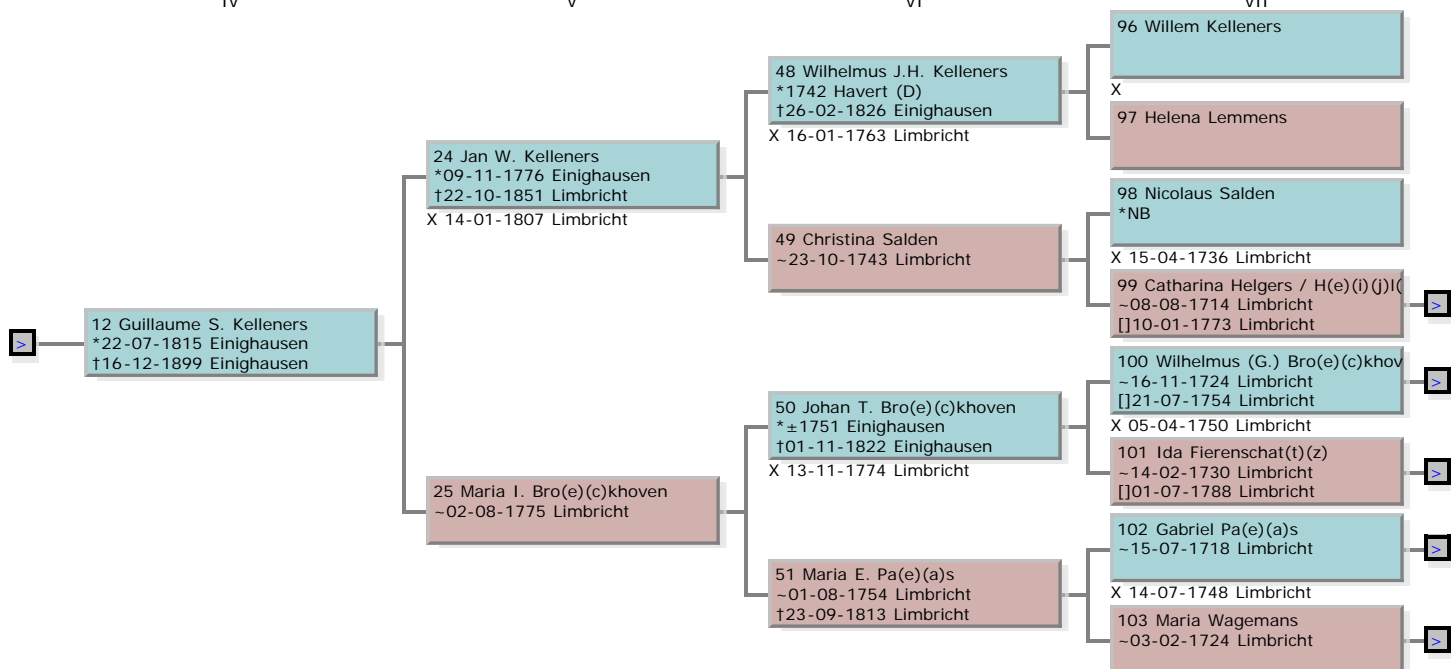 IV
V
VI
VII
12 Guillaume S. Kelleners
*22-07-1815 Einighausen
†16-12-1899 Einighausen
24 Jan W. Kelleners
*09-11-1776 Einighausen
†22-10-1851 Limbricht
X 14-01-1807 Limbricht
25 Maria I. Bro(e)(c)khoven
~02-08-1775 Limbricht
48 Wilhelmus J.H. Kelleners
*1742 Havert (D)
†26-02-1826 Einighausen
X 16-01-1763 Limbricht
49 Christina Salden
~23-10-1743 Limbricht
50 Johan T. Bro(e)(c)khoven
*±1751 Einighausen
†01-11-1822 Einighausen
X 13-11-1774 Limbricht
51 Maria E. Pa(e)(a)s
~01-08-1754 Limbricht
†23-09-1813 Limbricht
96 Willem Kelleners
X
97 Helena Lemmens
98 Nicolaus Salden
*NB
X 15-04-1736 Limbricht
99 Catharina Helgers / H(e)(i)(j)l(
~08-08-1714 Limbricht
[]10-01-1773 Limbricht
100 Wilhelmus (G.) Bro(e)(c)khov
~16-11-1724 Limbricht
[]21-07-1754 Limbricht
X 05-04-1750 Limbricht
101 Ida Fierenschat(t)(z)
~14-02-1730 Limbricht
[]01-07-1788 Limbricht
102 Gabriel Pa(e)(a)s
~15-07-1718 Limbricht
X 14-07-1748 Limbricht
103 Maria Wagemans
~03-02-1724 Limbricht
>
>
>
>
>
>